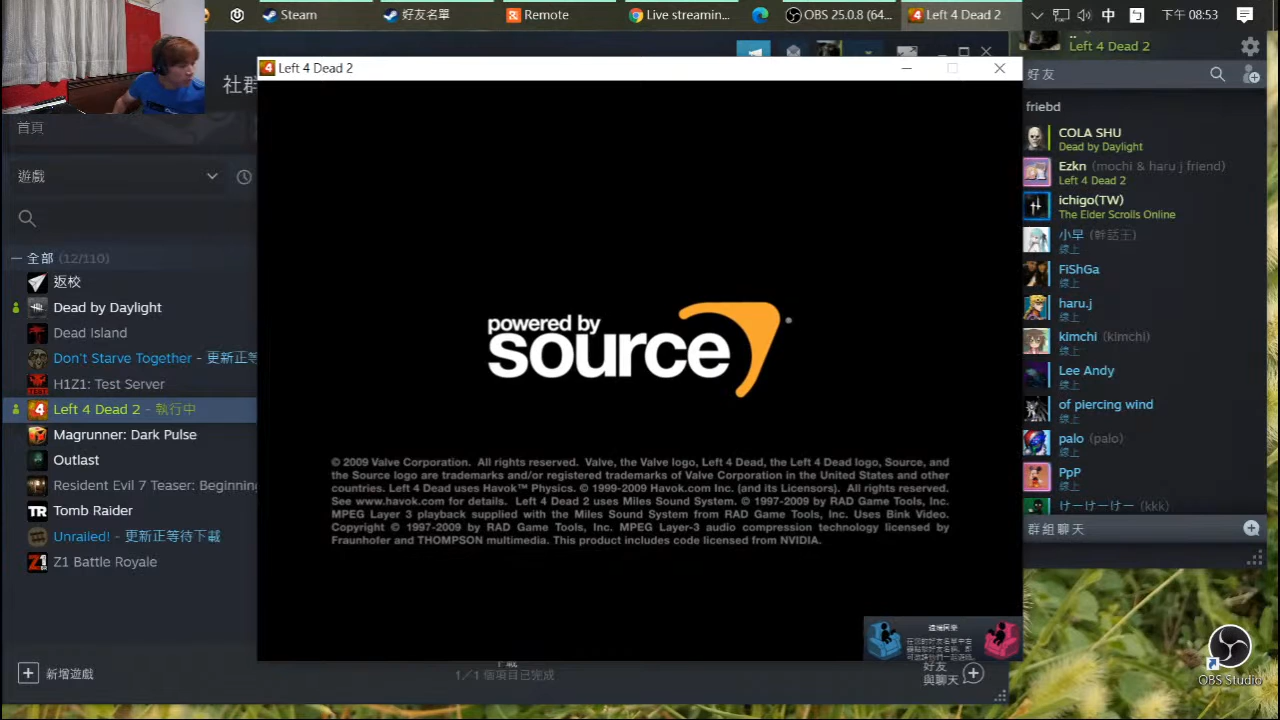 Steam
好友名單
Remote
Live streamin...
OBS 25.0.8 (64...
Left 4 Dead 2
中
下午 08:53
Left 4 Dead 2
社群
Left 4 Dead 2
首頁
好友
遊戲
friebd
COLA SHU
Dead by Daylight
Ezkn (mochi & haru j friend)
Left 4 Dead 2
ichigo(TW)
The Elder Scrolls Online
小早 (幹話王)
線上
FiShGa
線上
haru.j
線上
kimchi (kimchi)
線上
Lee Andy
線上
of piercing wind
線上
palo (palo)
線上
PpP
線上
けーけーけー (kkk)
群組聊天
全部 (12/110)
返校
Dead by Daylight
Dead Island
Don't Starve Together - 更新正等
H1Z1: Test Server
Left 4 Dead 2 - 執行中
Magrunner: Dark Pulse
Outlast
Resident Evil 7 Teaser: Beginning
Tomb Raider
Unrailed! - 更新正等待下載
Z1 Battle Royale
新增遊戲
powered by
source
© 2009 Valve Corporation. All rights reserved. Valve, the Valve logo, Left 4 Dead, the Left 4 Dead logo, Source, and
the Source logo are trademarks and/or registered trademarks of Valve Corporation in the United States and other
countries. Left 4 Dead uses Havok™ Physics. © 1999-2009 Havok.com Inc. (and its Licensors). All rights reserved.
See www.havok.com for details. Left 4 Dead 2 uses Miles Sound System. © 1997-2009 by RAD Game Tools, Inc.
MPEG Layer 3 playback supplied with the Miles Sound System from RAD Game Tools, Inc. Uses Bink Video.
Copyright © 1997-2009 by RAD Game Tools, Inc. MPEG Layer-3 audio compression technology licensed by
Fraunhofer and THOMPSON multimedia. This product includes code licensed from NVIDIA.
遠端同樂
1/1 個項目已完成
好友
與聊天
OBS Studio